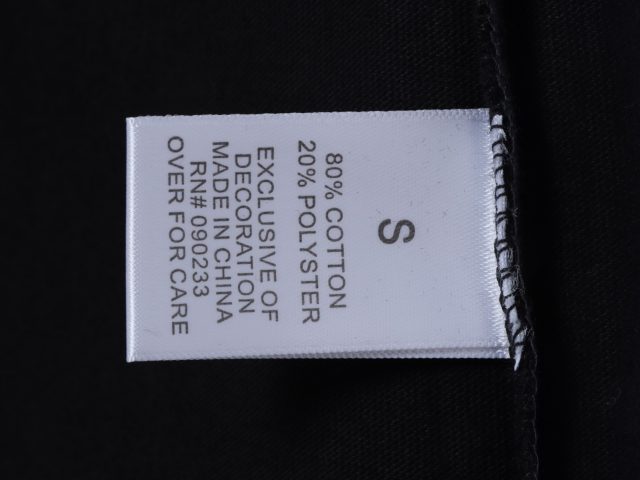 S
80% COTTON
20% POLYSTER
EXCLUSIVE OF
DECORATION
MADE IN CHINA
RN# 090233
OVER FOR CARE